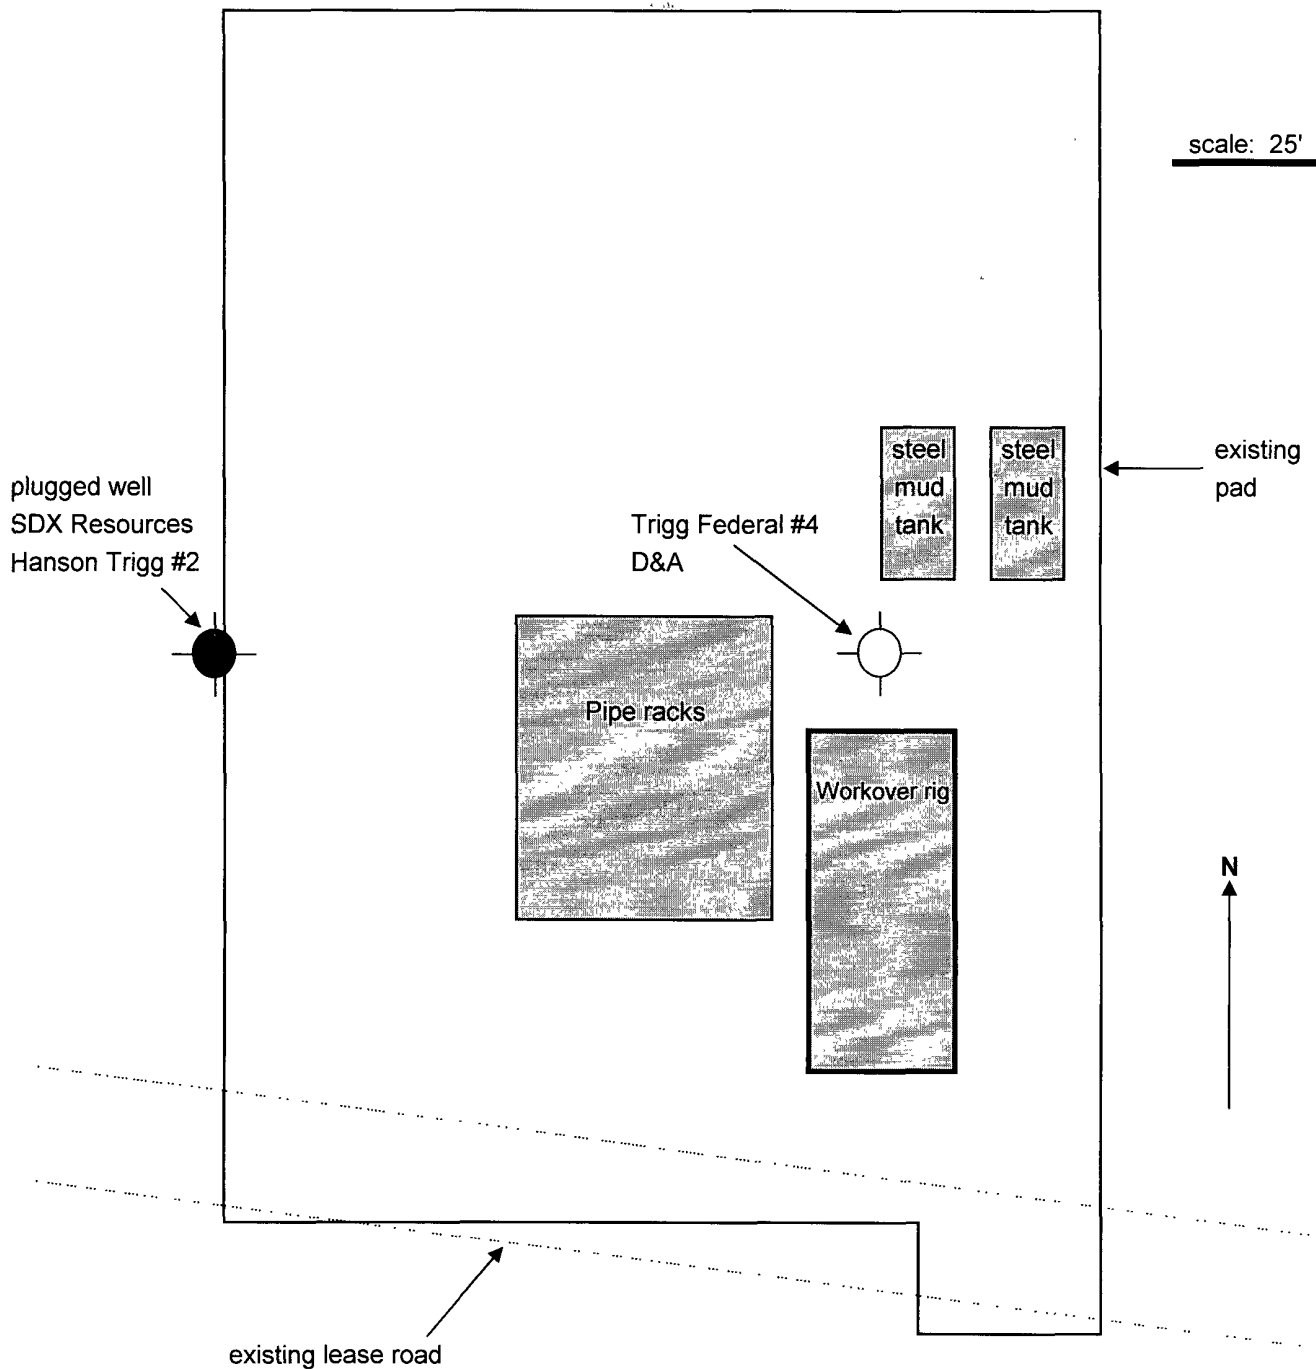 scale: 25'
steel
mud
tank
steel
mud
tank
existing
pad
plugged well
SDX Resources
Hanson Trigg #2
Trigg Federal #4
D&A
Pipe racks
Workover rig
N
existing lease road